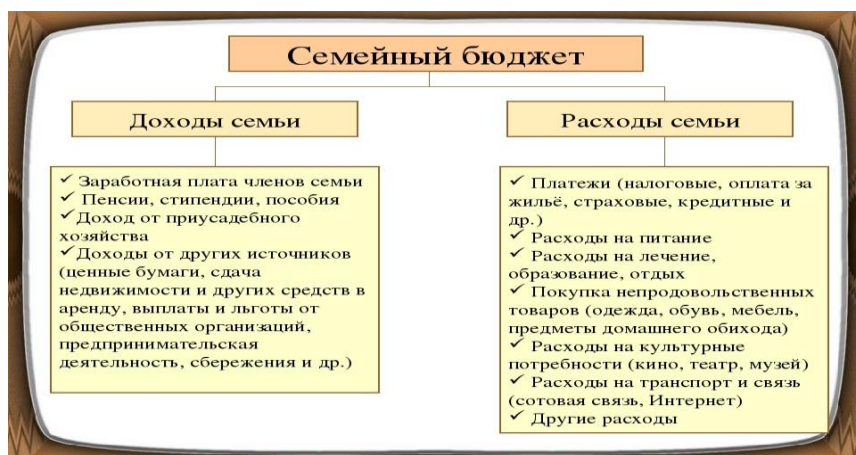 Семейный бюджет
Доходы семьи
✓ Заработная плата членов семьи
✓ Пенсии, стипендии, пособия
✓ Доход от приусадебного
хозяйства
✓ Доходы от других источников
(ценные бумаги, сдача
недвижимости и других средств в
аренду, выплаты и льготы от
общественных организаций,
предпринимательская
деятельность, сбережения и др.)
Расходы семьи
✓ Платежи (налоговые, оплата за
жильё, страховые, кредитные и
др.)
✓ Расходы на питание
✓ Расходы на лечение,
образование, отдых
✓ Покупка непродовольственных
товаров (одежда, обувь, мебель,
предметы домашнего обихода)
✓ Расходы на культурные
потребности (кино, театр, музей)
✓ Расходы на транспорт и связь
(сотовая связь, Интернет)
✓ Другие расходы